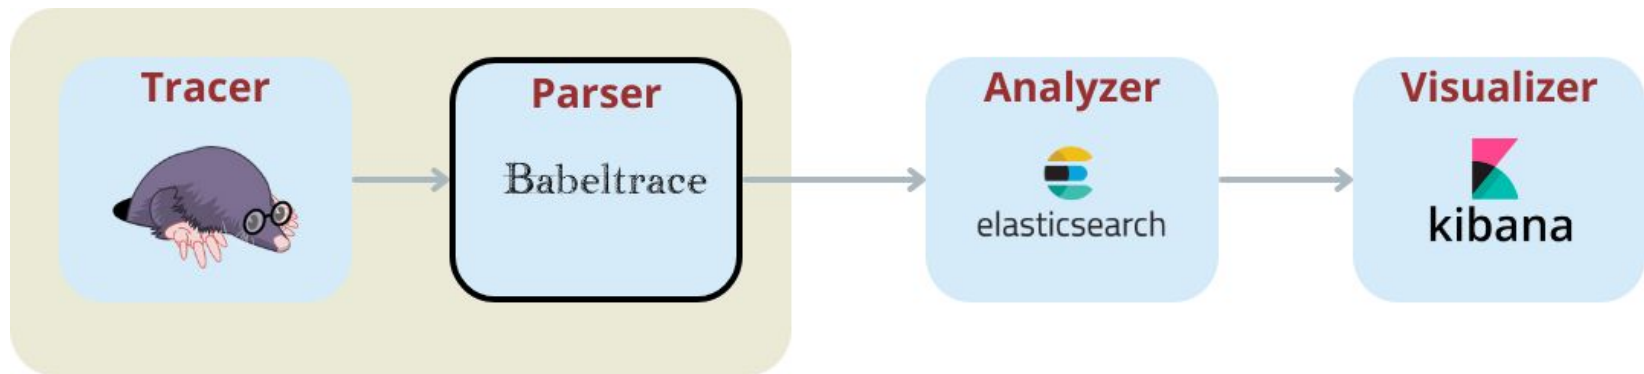 Tracer
Parser
Babeltrace
Analyzer
elasticsearch
Visualizer
kibana